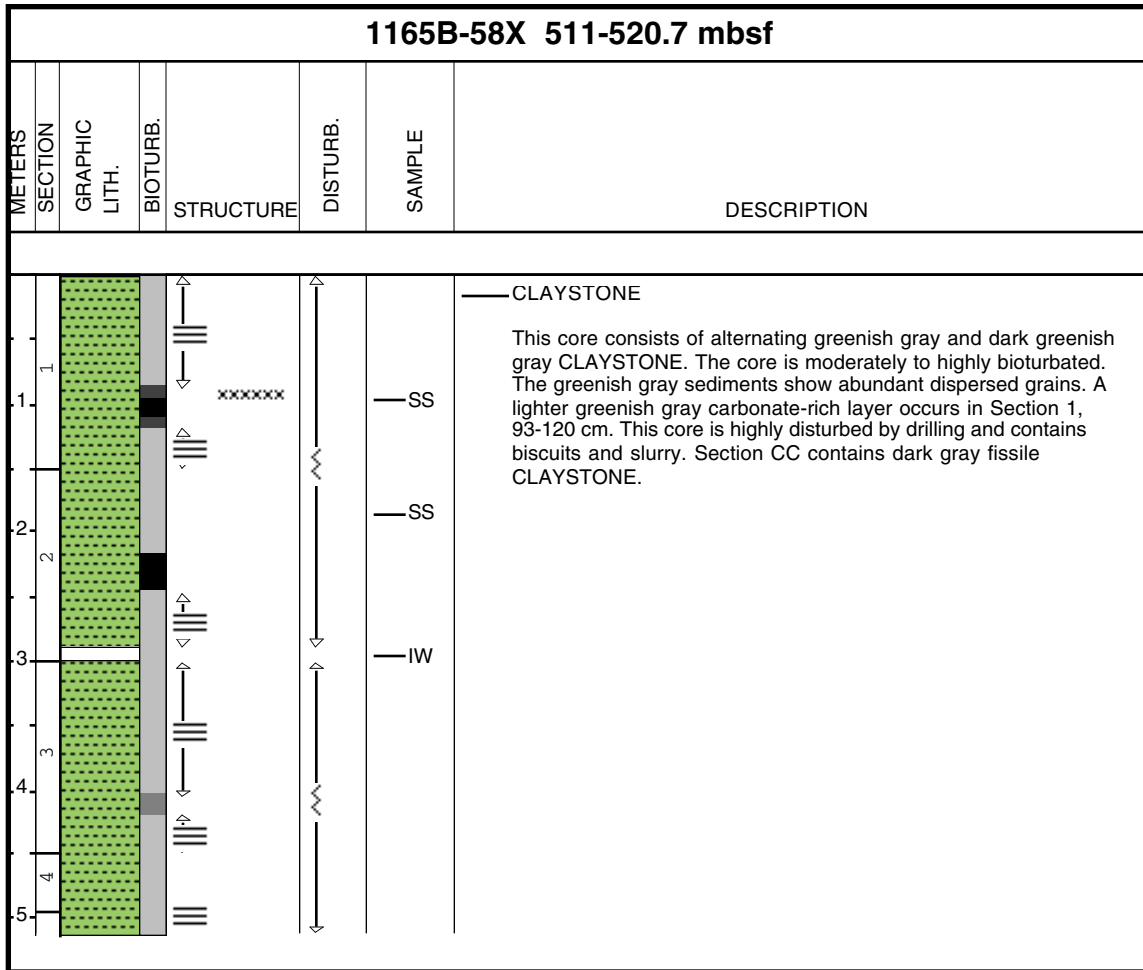 1165B-58X 511-520.7 mbsf
METERS
SECTION
GRAPHIC
LITH.
BIOTURB.
STRUCTURE
DISTURB.
SAMPLE
DESCRIPTION
CLAYSTONE
This core consists of alternating greenish gray and dark greenish
gray CLAYSTONE. The core is moderately to highly bioturbated.
The greenish gray sediments show abundant dispersed grains. A
lighter greenish gray carbonate-rich layer occurs in Section 1,
93-120 cm. This core is highly disturbed by drilling and contains
biscuits and slurry. Section CC contains dark gray fissile
CLAYSTONE.
1
1
SS
SS
2
2
3
IW
3
4
4
5